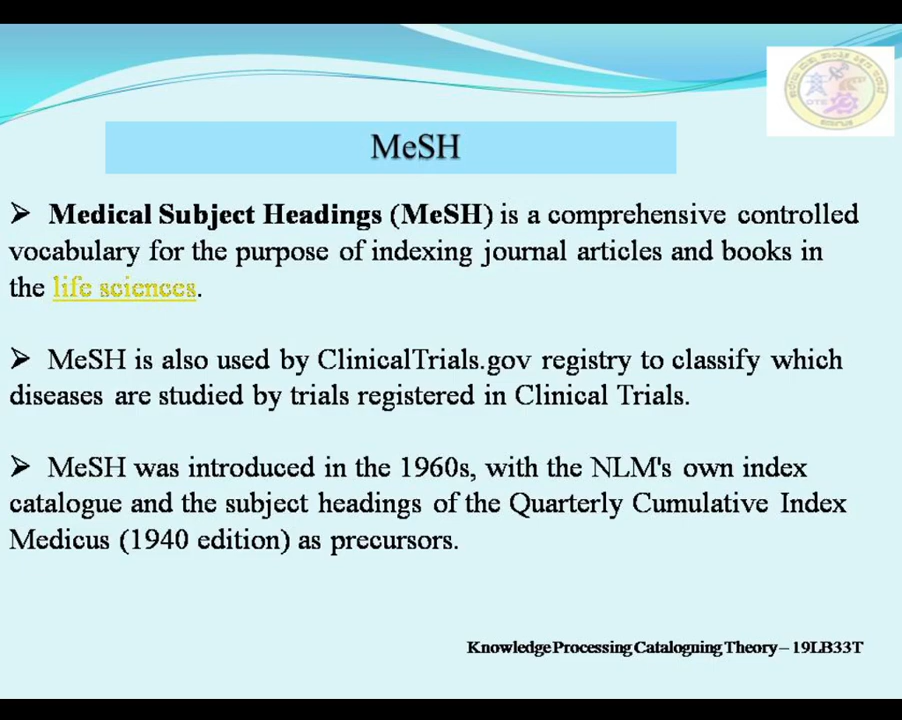 MeSH
➢ Medical Subject Headings (MeSH) is a comprehensive controlled
vocabulary for the purpose of indexing journal articles and books in
the life sciences.
➢ MeSH is also used by ClinicalTrials.gov registry to classify which
diseases are studied by trials registered in Clinical Trials.
➢ MeSH was introduced in the 1960s, with the NLM's own index
catalogue and the subject headings of the Quarterly Cumulative Index
Medicus (1940 edition) as precursors.
Knowledge Processing Cataloguing Theory – 19LB33T